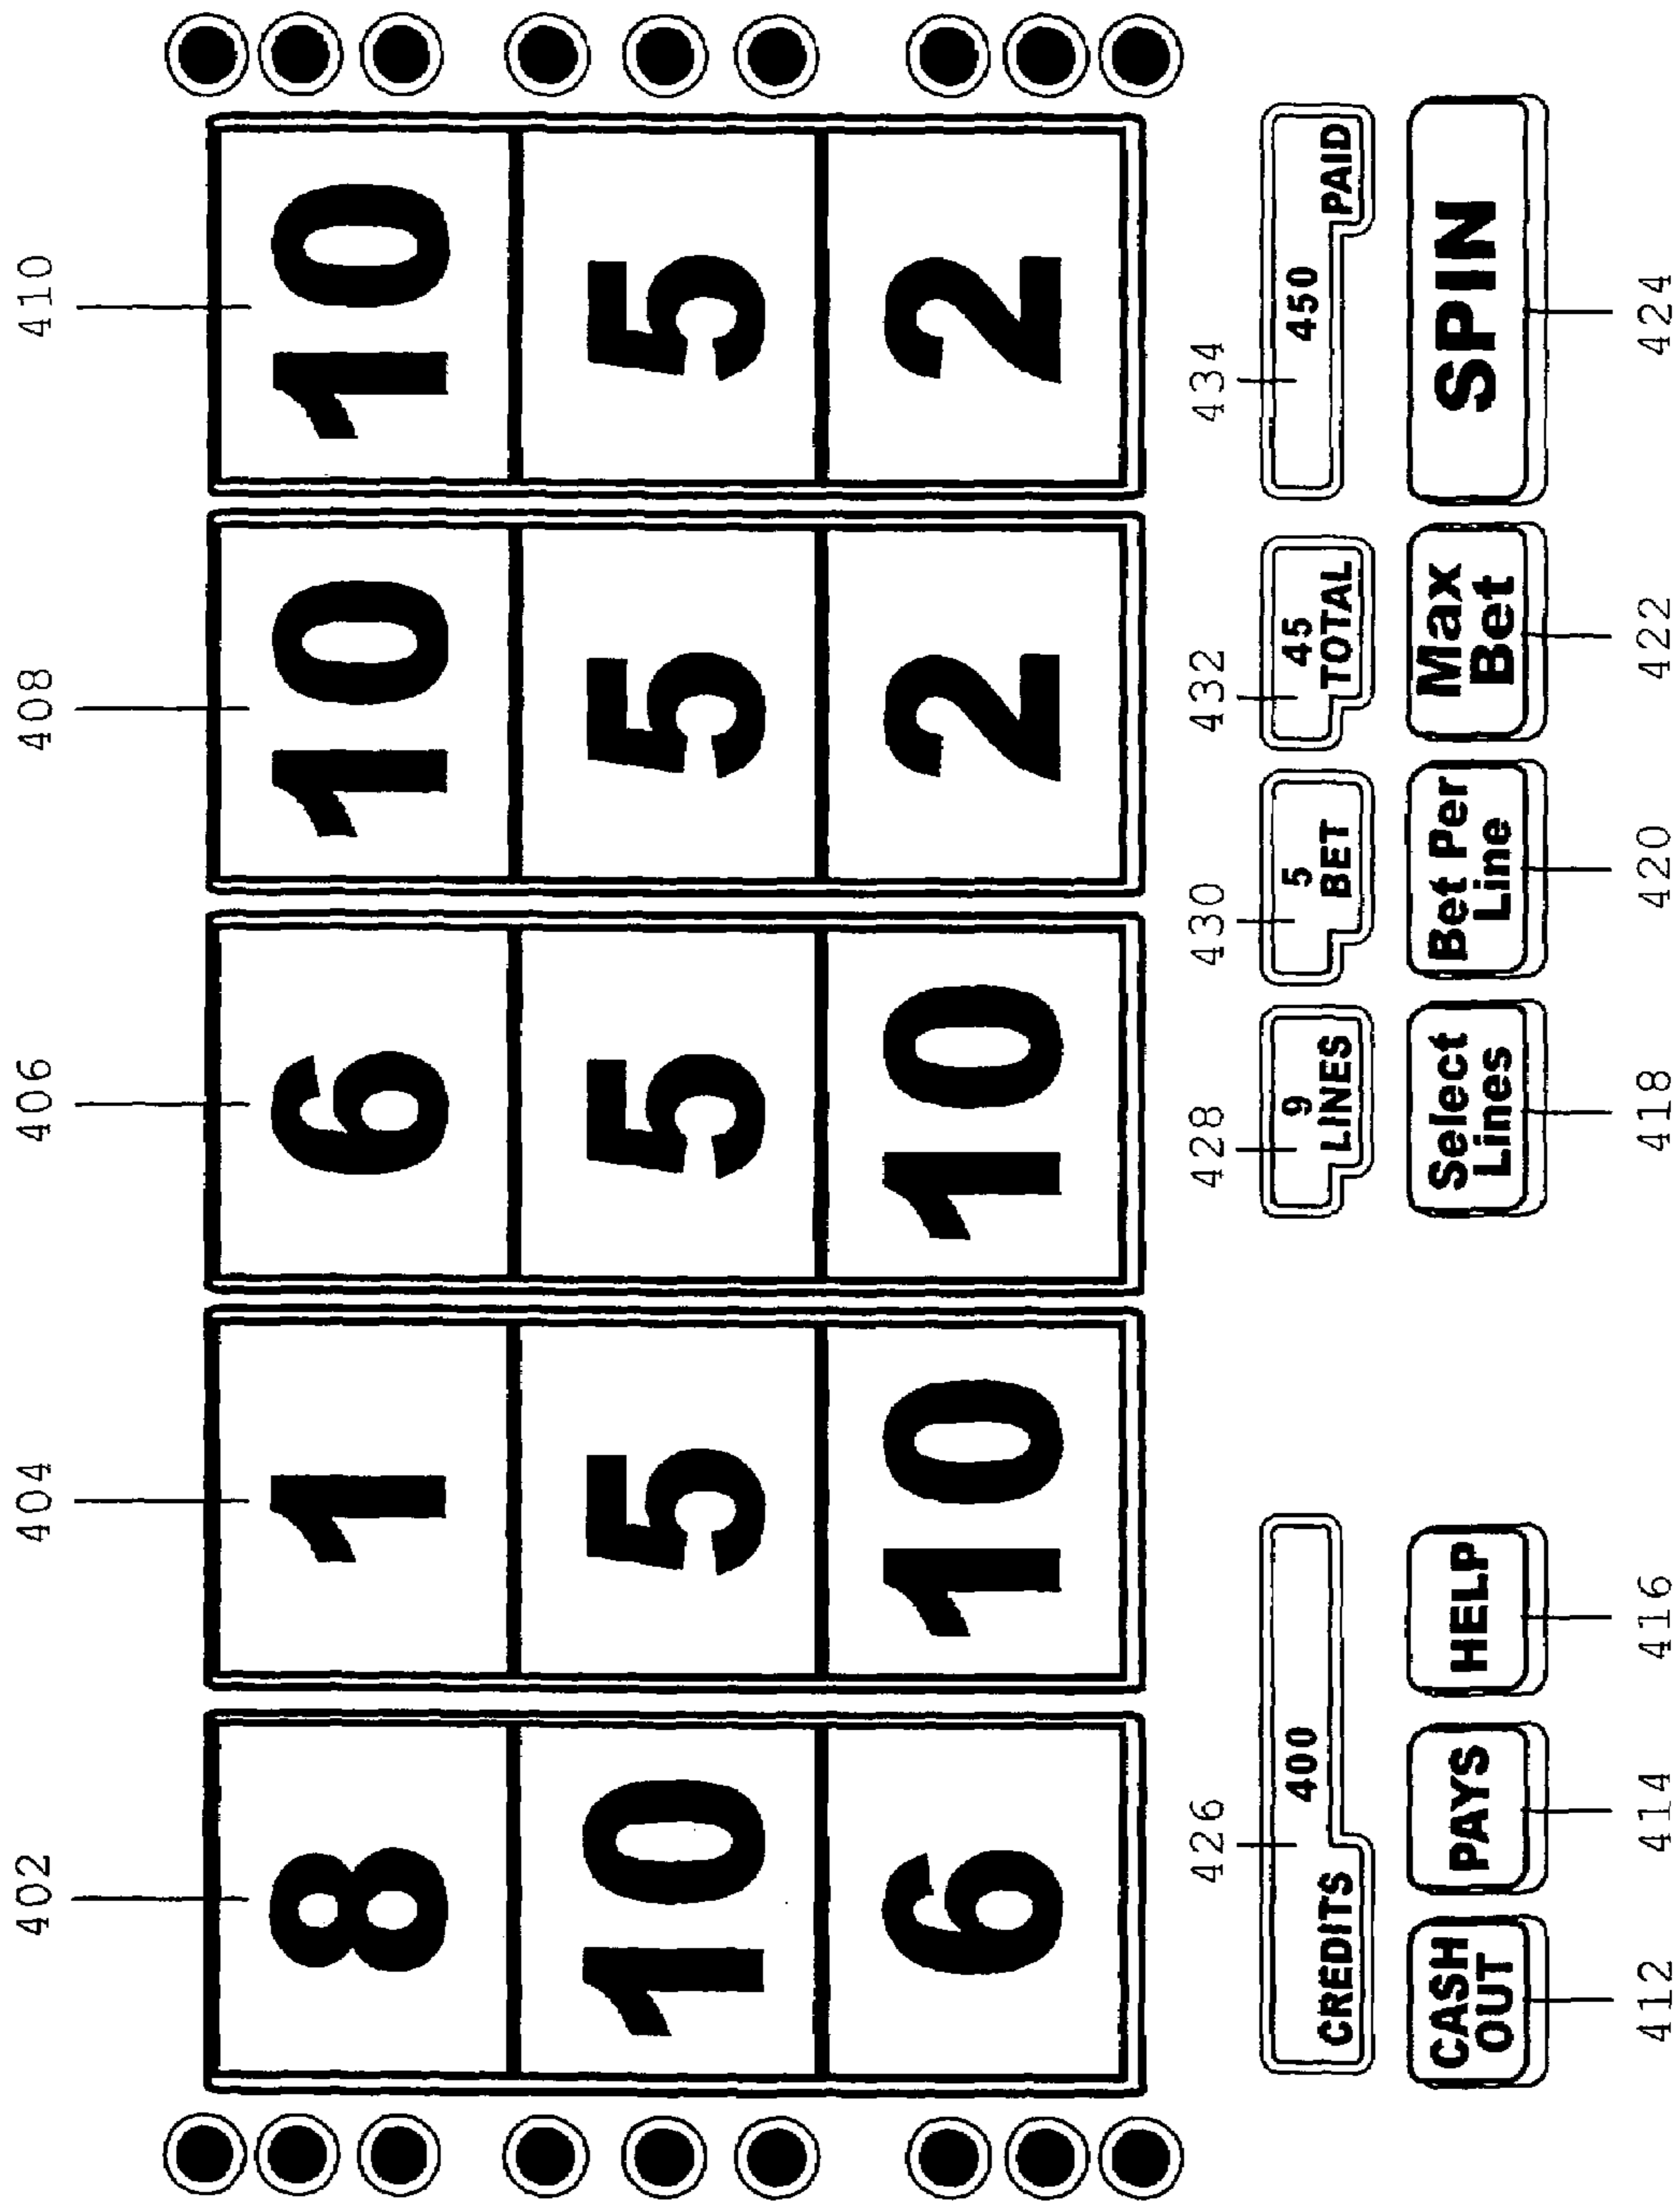 402 404 406 408 410
8 1 6 10 10
10 5 5 5 5
6 10 10 2 2
426 428 430 432 434
400 9 5 45 450
CREDITS LINES BET TOTAL PAID
CASH OUT
PAYS
HELP
Select Lines
Bet Per Line
Max Bet
SPIN
412 414 416 418 420 422 424